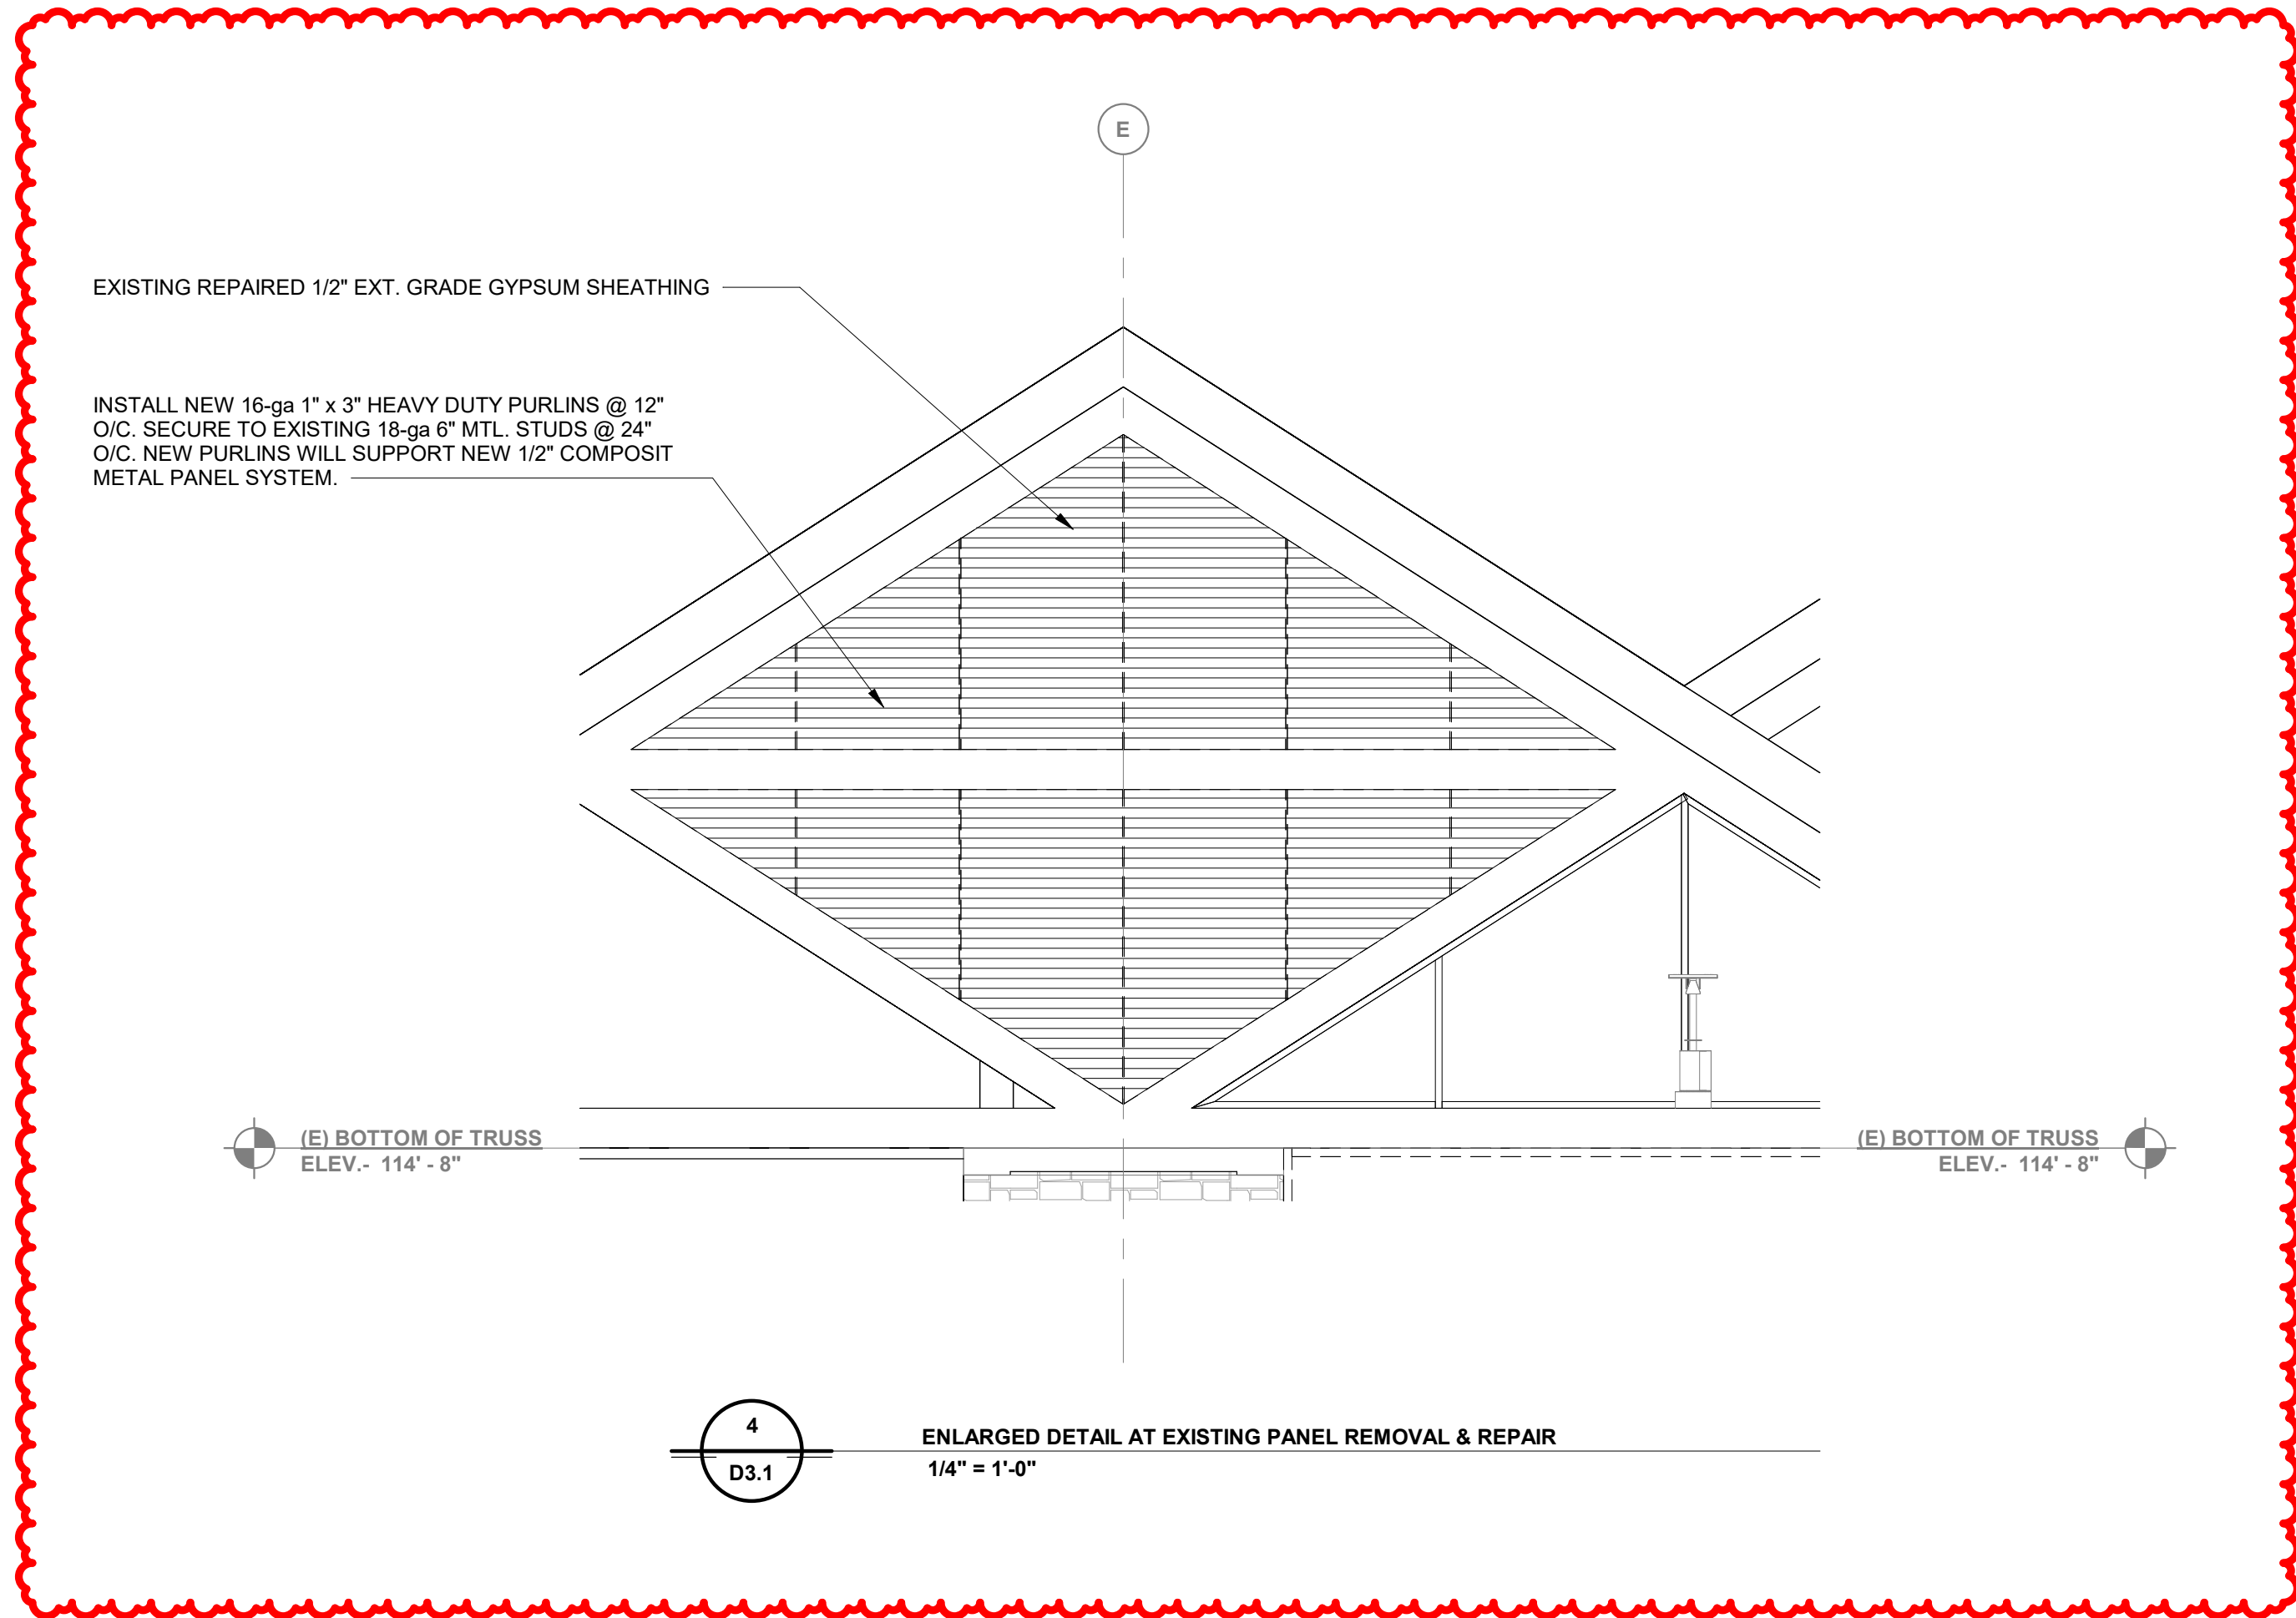 E
EXISTING REPAIRED 1/2" EXT. GRADE GYPSUM SHEATHING
INSTALL NEW 16-ga 1" x 3" HEAVY DUTY PURLINS @ 12"
O/C. SECURE TO EXISTING 18-ga 6" MTL. STUDS @ 24"
O/C. NEW PURLINS WILL SUPPORT NEW 1/2" COMPOSIT
METAL PANEL SYSTEM.
(E) BOTTOM OF TRUSS
ELEV.- 114' - 8"
(E) BOTTOM OF TRUSS
ELEV.- 114' - 8"
4
D3.1
ENLARGED DETAIL AT EXISTING PANEL REMOVAL & REPAIR
1/4" = 1'-0"